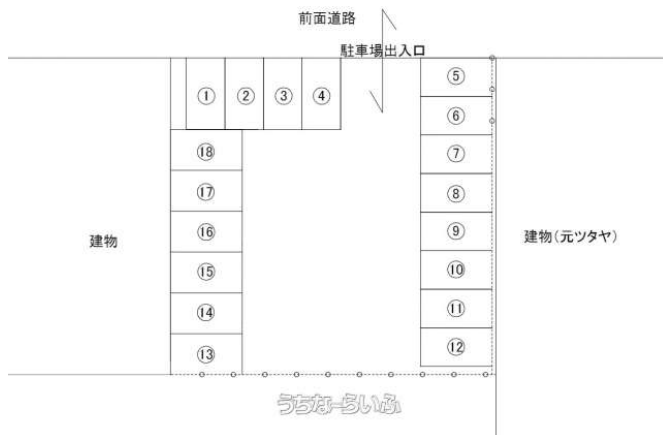 前面道路
駐車場出入口
① ② ③ ④
⑤
⑥
⑦
⑧
⑨
⑩
⑪
⑫
⑱
⑰
⑯
⑮
⑭
⑬
建物
建物(元ツタヤ)
うちなーらいふ